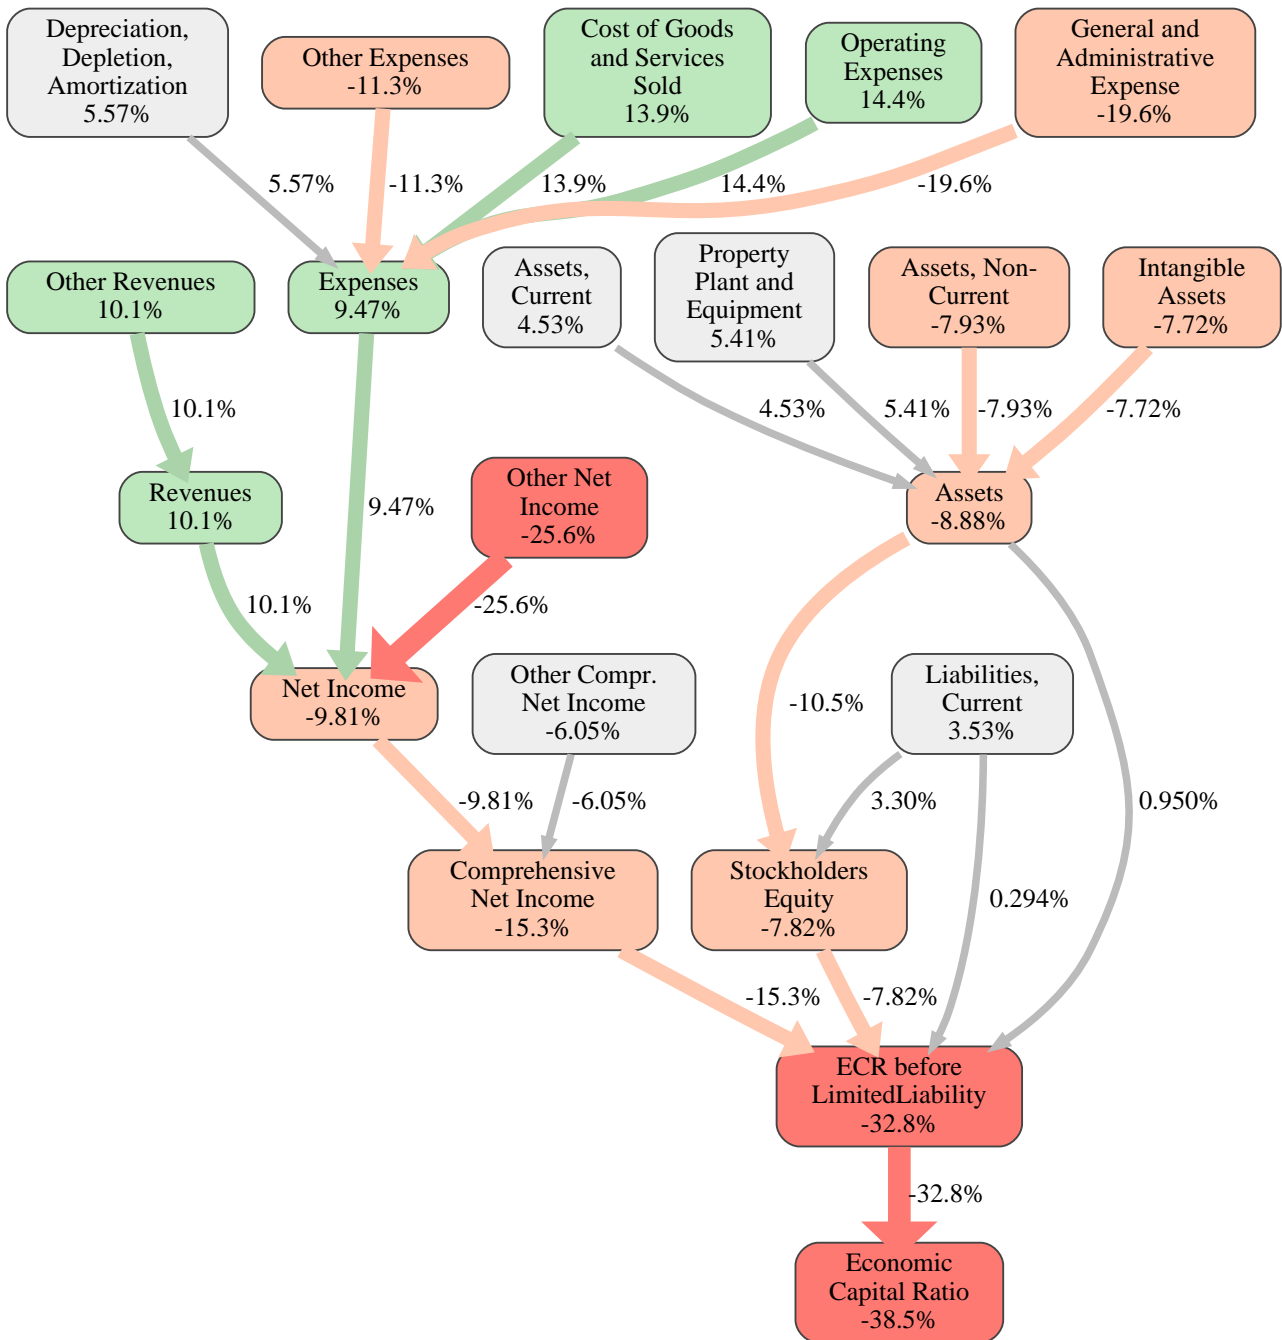 Depreciation,
Depletion,
Amortization
5.57%
Other Expenses
-11.3%
Cost of Goods
and Services
Sold
13.9%
Operating
Expenses
14.4%
General and
Administrative
Expense
-19.6%
5.57%
-11.3%
13.9%
14.4%
-19.6%
Other Revenues
10.1%
Expenses
9.47%
Assets,
Current
4.53%
Property
Plant and
Equipment
5.41%
Assets, Non-
Current
-7.93%
Intangible
Assets
-7.72%
10.1%
4.53%
5.41%
-7.93%
-7.72%
Revenues
10.1%
9.47%
Other Net
Income
-25.6%
Assets
-8.88%
10.1%
-25.6%
Net Income
-9.81%
Other Compr.
Net Income
-6.05%
-10.5%
Liabilities,
Current
3.53%
-9.81%
-6.05%
3.30%
0.950%
Comprehensive
Net Income
-15.3%
Stockholders
Equity
-7.82%
0.294%
-15.3%
-7.82%
ECR before
LimitedLiability
-32.8%
-32.8%
Economic
Capital Ratio
-38.5%